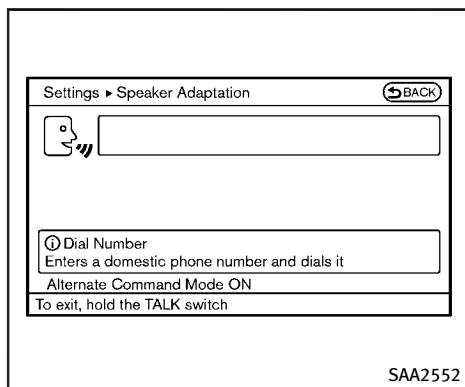 Settings ▸ Speaker Adaptation BACK
ⓘ Dial Number
Enters a domestic phone number and dials it
Alternate Command Mode ON
To exit, hold the TALK switch
SAA2552